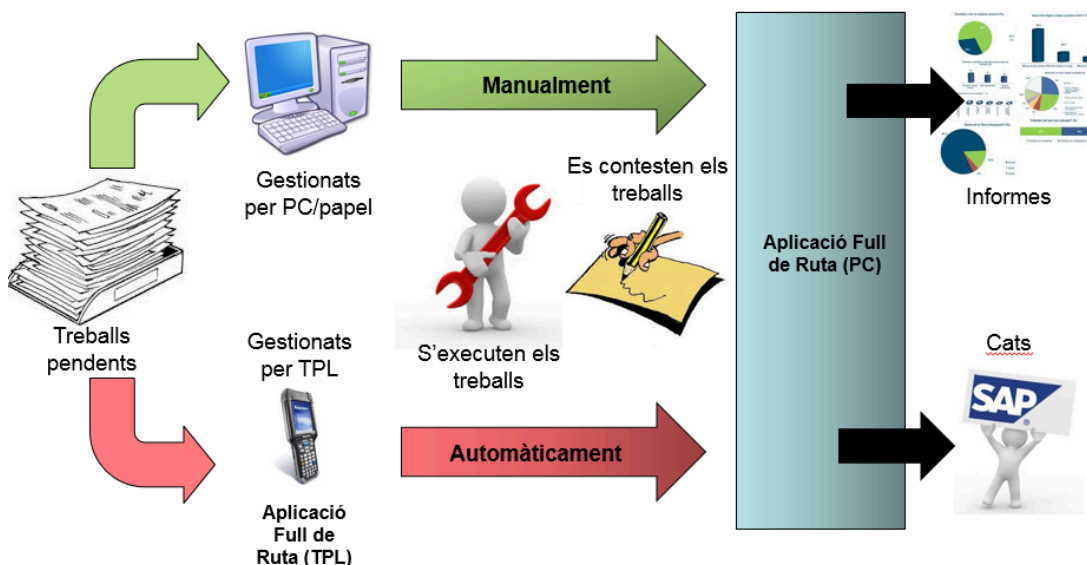 Treballs
pendents
Gestionats
per PC/papel
Gestionats
per TPL
Aplicació
Full de
Ruta (TPL)
Manualment
S'executen els
treballs
Es contesten els
treballs
Automàticament
Aplicació Full
de Ruta (PC)
Informes
Cats
SAP